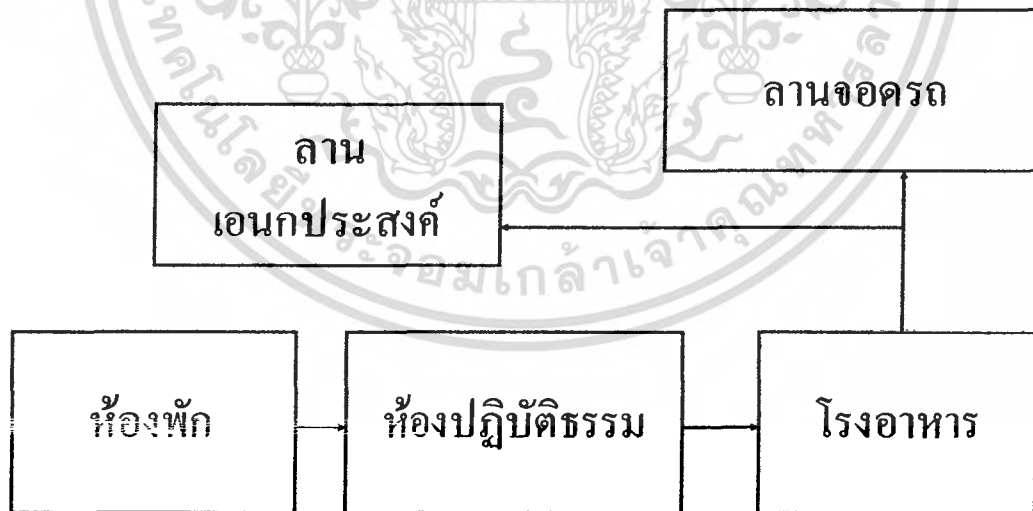 ลานจอดรถ
ลาน
เอนกประสงค์
ห้องพัก
ห้องปฏิบัติธรรม
โรงอาหาร